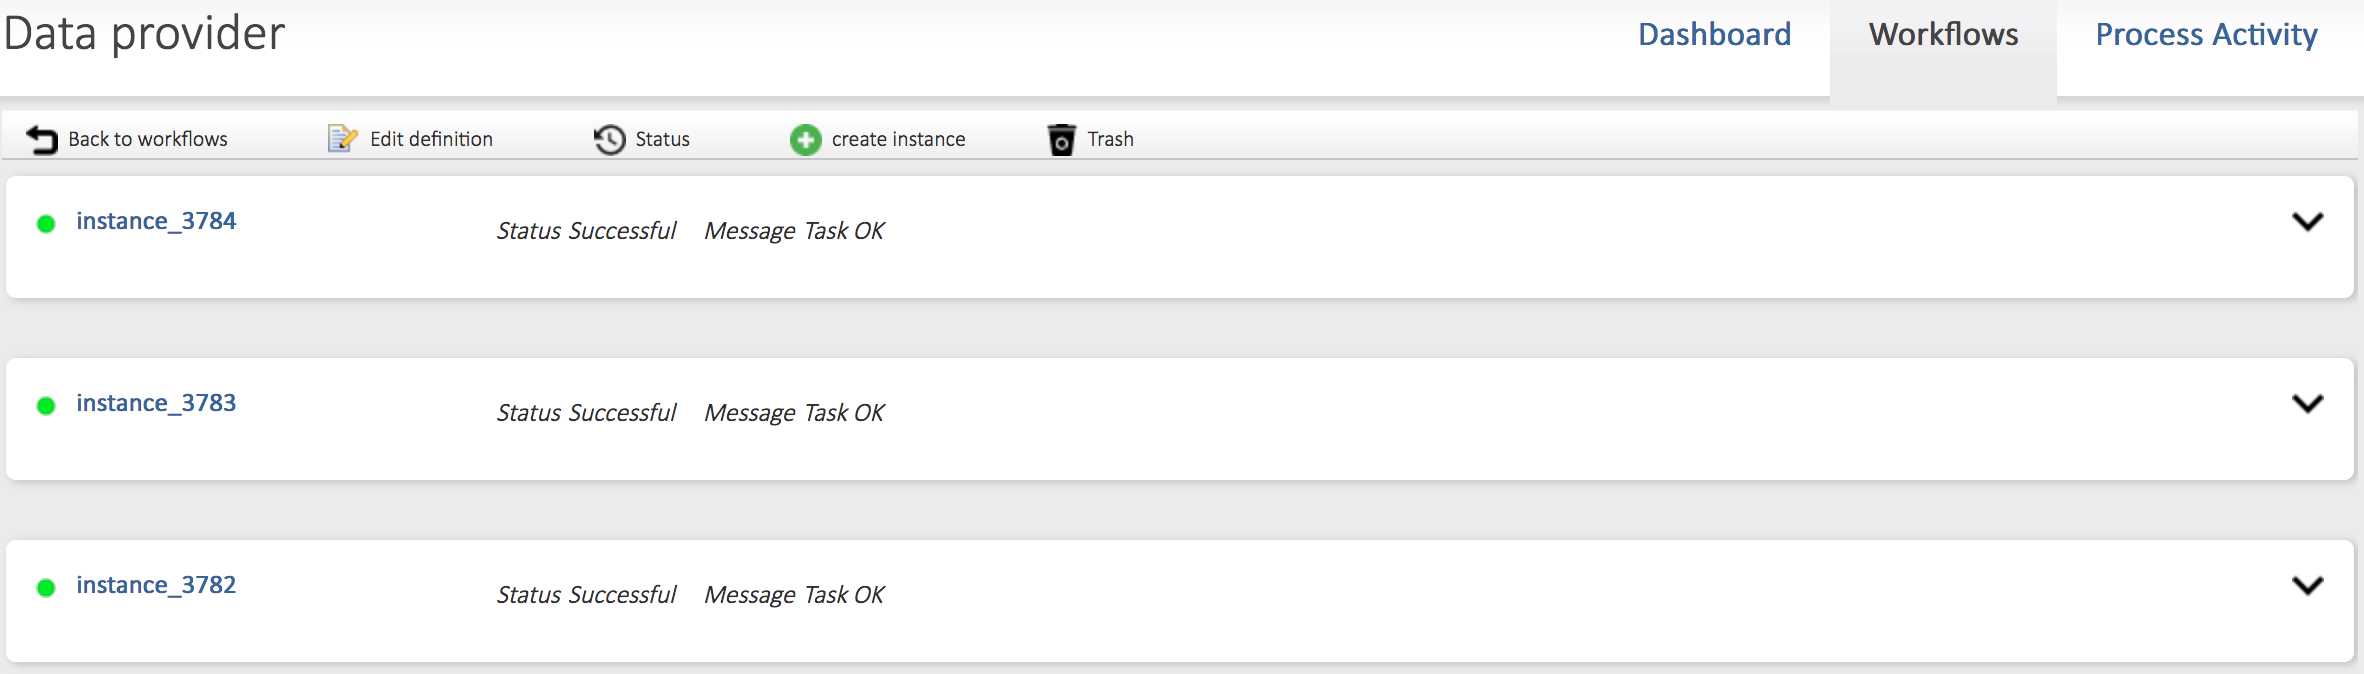 Data provider
Dashboard Workflows Process Activity
Back to workflows Edit definition Status create instance Trash
instance_3784 Status Successful Message Task OK
instance_3783 Status Successful Message Task OK
instance_3782 Status Successful Message Task OK